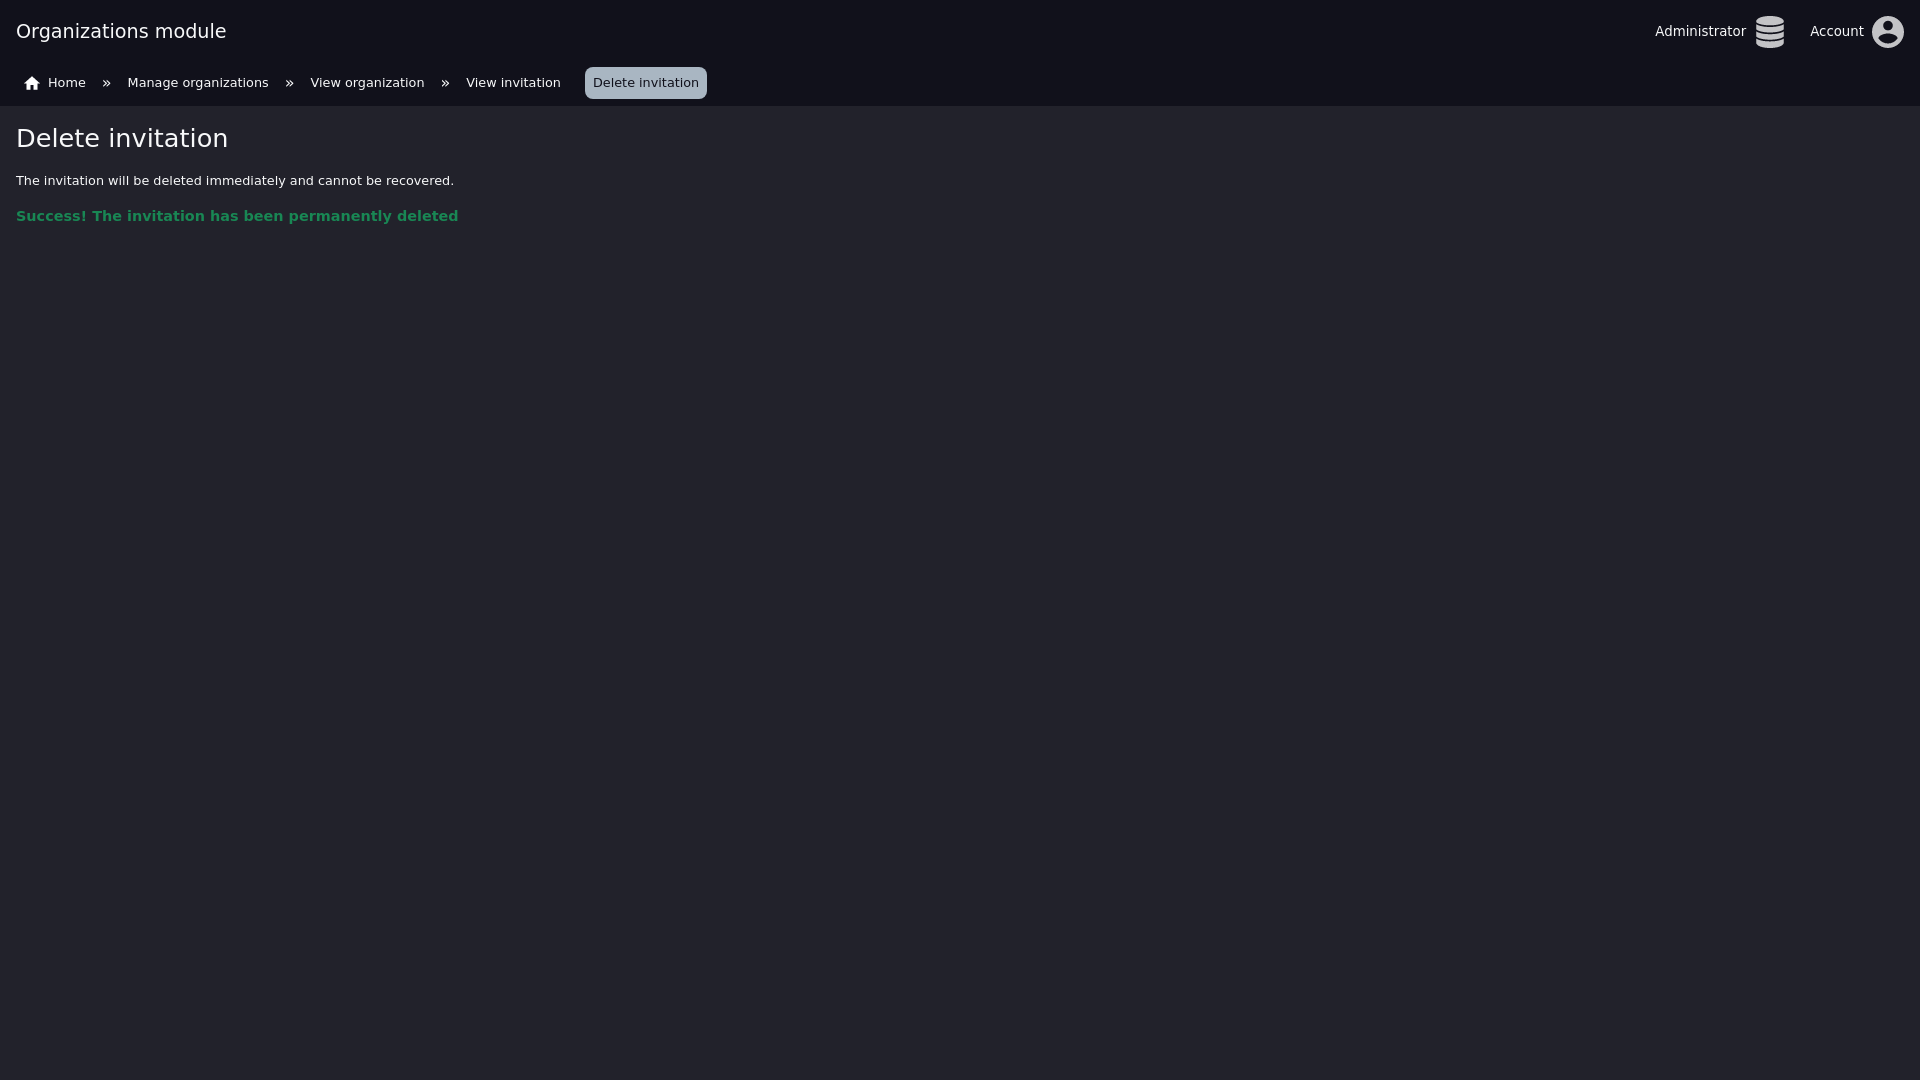 Organizations module
Administrator
Account
Home » Manage organizations » View organization » View invitation Delete invitation
Delete invitation
The invitation will be deleted immediately and cannot be recovered.
Success! The invitation has been permanently deleted